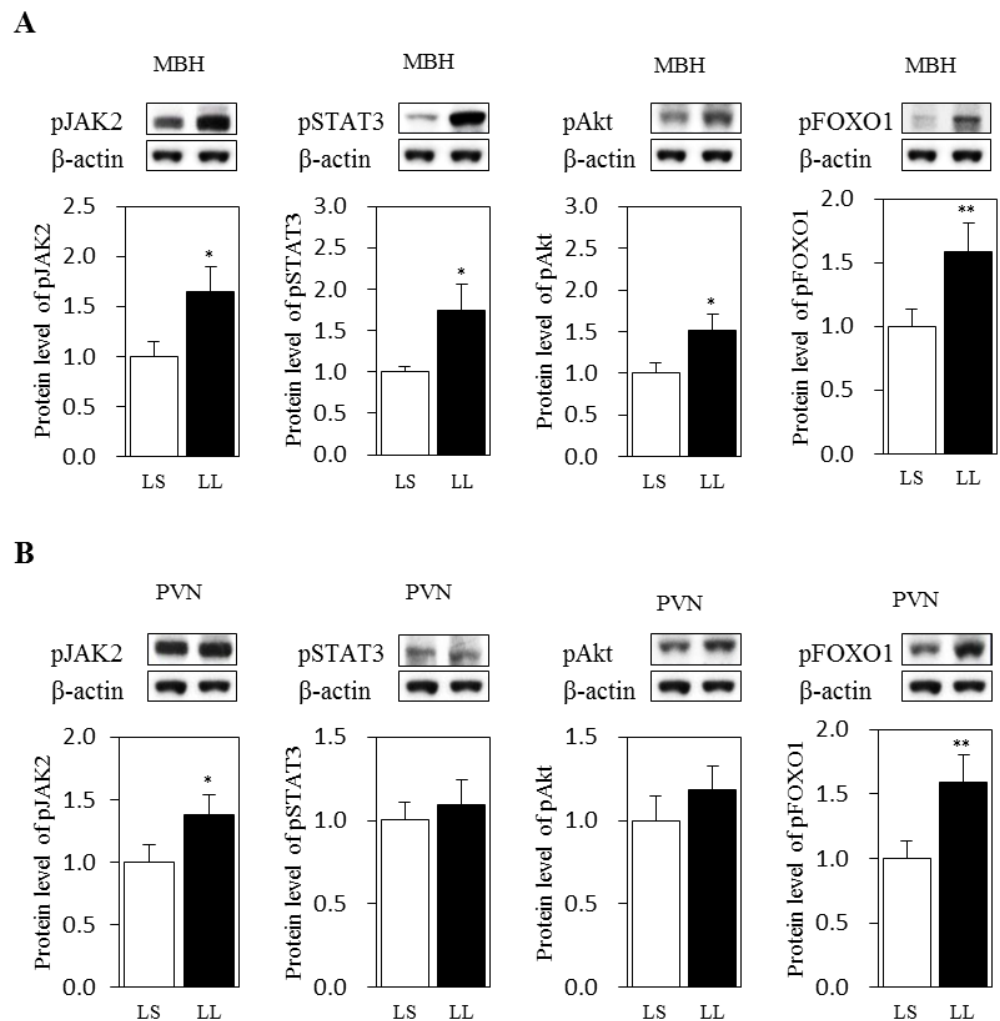 A
MBH
MBH
MBH
MBH
pJAK2
pSTAT3
pAkt
pFOXO1
β-actin
β-actin
β-actin
β-actin
Protein level of pJAK2
2.5
2.0
1.5
1.0
0.5
0.0
*
LS LL
Protein level of pSTAT3
3.0
2.5
2.0
1.5
1.0
0.5
0.0
*
LS LL
Protein level of pAkt
3.0
2.5
2.0
1.5
1.0
0.5
0.0
*
LS LL
Protein level of pFOXO1
2.0
1.5
1.0
0.5
0.0
**
LS LL
B
PVN
PVN
PVN
PVN
pJAK2
pSTAT3
pAkt
pFOXO1
β-actin
β-actin
β-actin
β-actin
Protein level of pJAK2
2.0
1.5
1.0
0.5
0.0
*
LS LL
Protein level of pSTAT3
1.5
1.0
0.5
0.0
LS LL
Protein level of pAkt
1.5
1.0
0.5
0.0
LS LL
Protein level of pFOXO1
2.0
1.5
1.0
0.5
0.0
**
LS LL